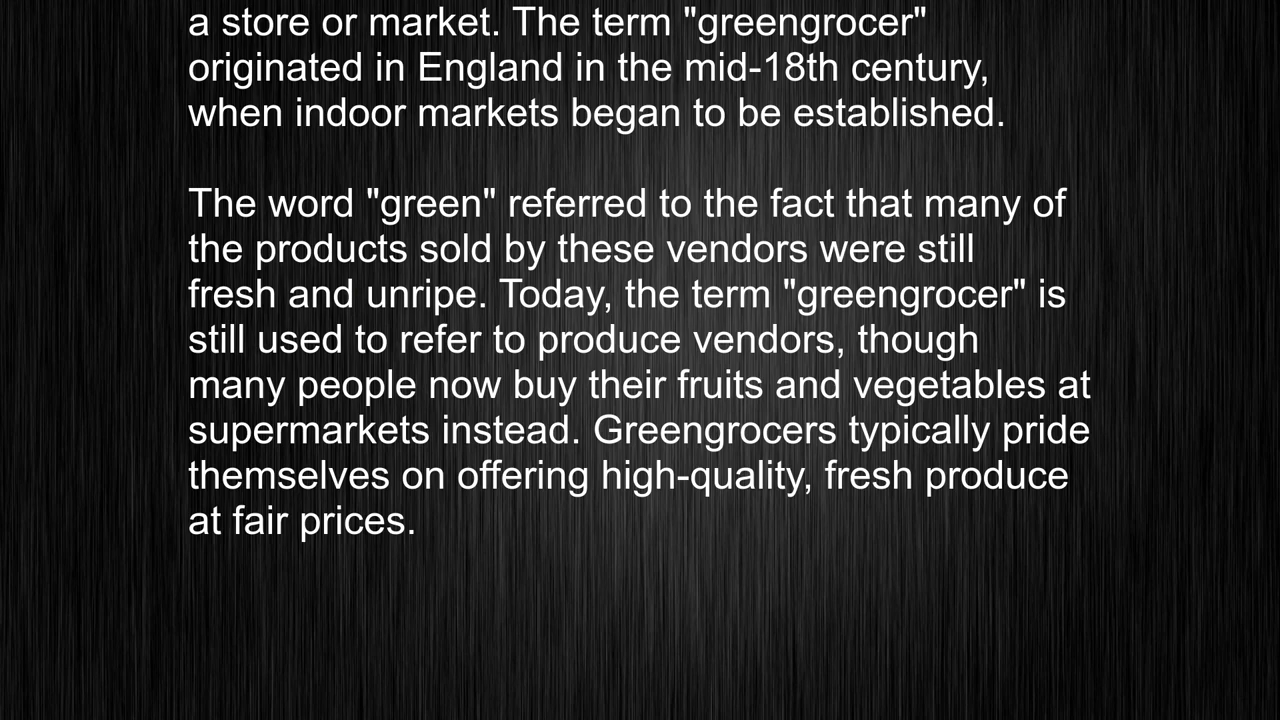 a store or market. The term "greengrocer"
originated in England in the mid-18th century,
when indoor markets began to be established.
The word "green" referred to the fact that many of
the products sold by these vendors were still
fresh and unripe. Today, the term "greengrocer" is
still used to refer to produce vendors, though
many people now buy their fruits and vegetables at
supermarkets instead. Greengrocers typically pride
themselves on offering high-quality, fresh produce
at fair prices.